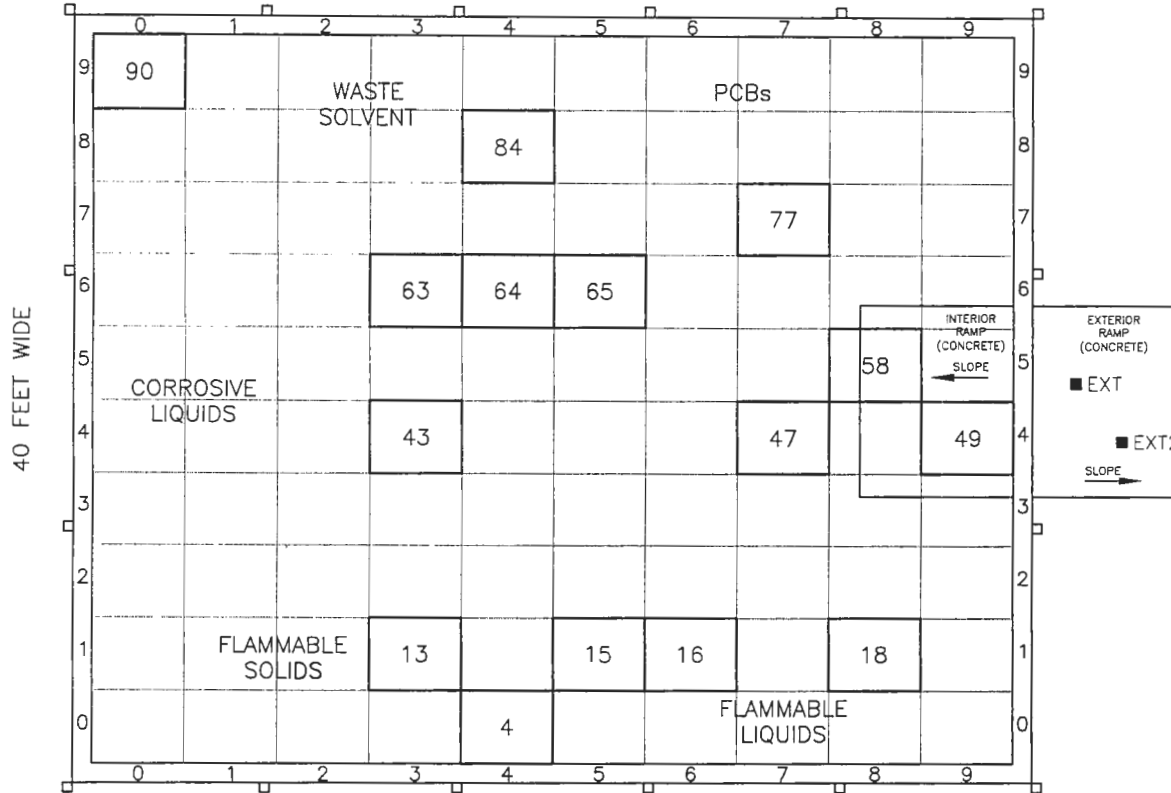 0 1 2 3 4 5 6 7 8 9
9 90 9
WASTE
SOLVENT
PCBs
8 84 8
7 77 7
6 63 64 65 6
INTERIOR
RAMP
(CONCRETE)
SLOPE
EXTERIOR
RAMP
(CONCRETE)
5 58 5
EXT
40 FEET WIDE
CORROSIVE
LIQUIDS
4 43 47 49 4
EXT2
SLOPE
3 3
2 2
FLAMMABLE
SOLIDS
1 13 15 16 18 1
0 4 0
FLAMMABLE
LIQUIDS
0 1 2 3 4 5 6 7 8 9